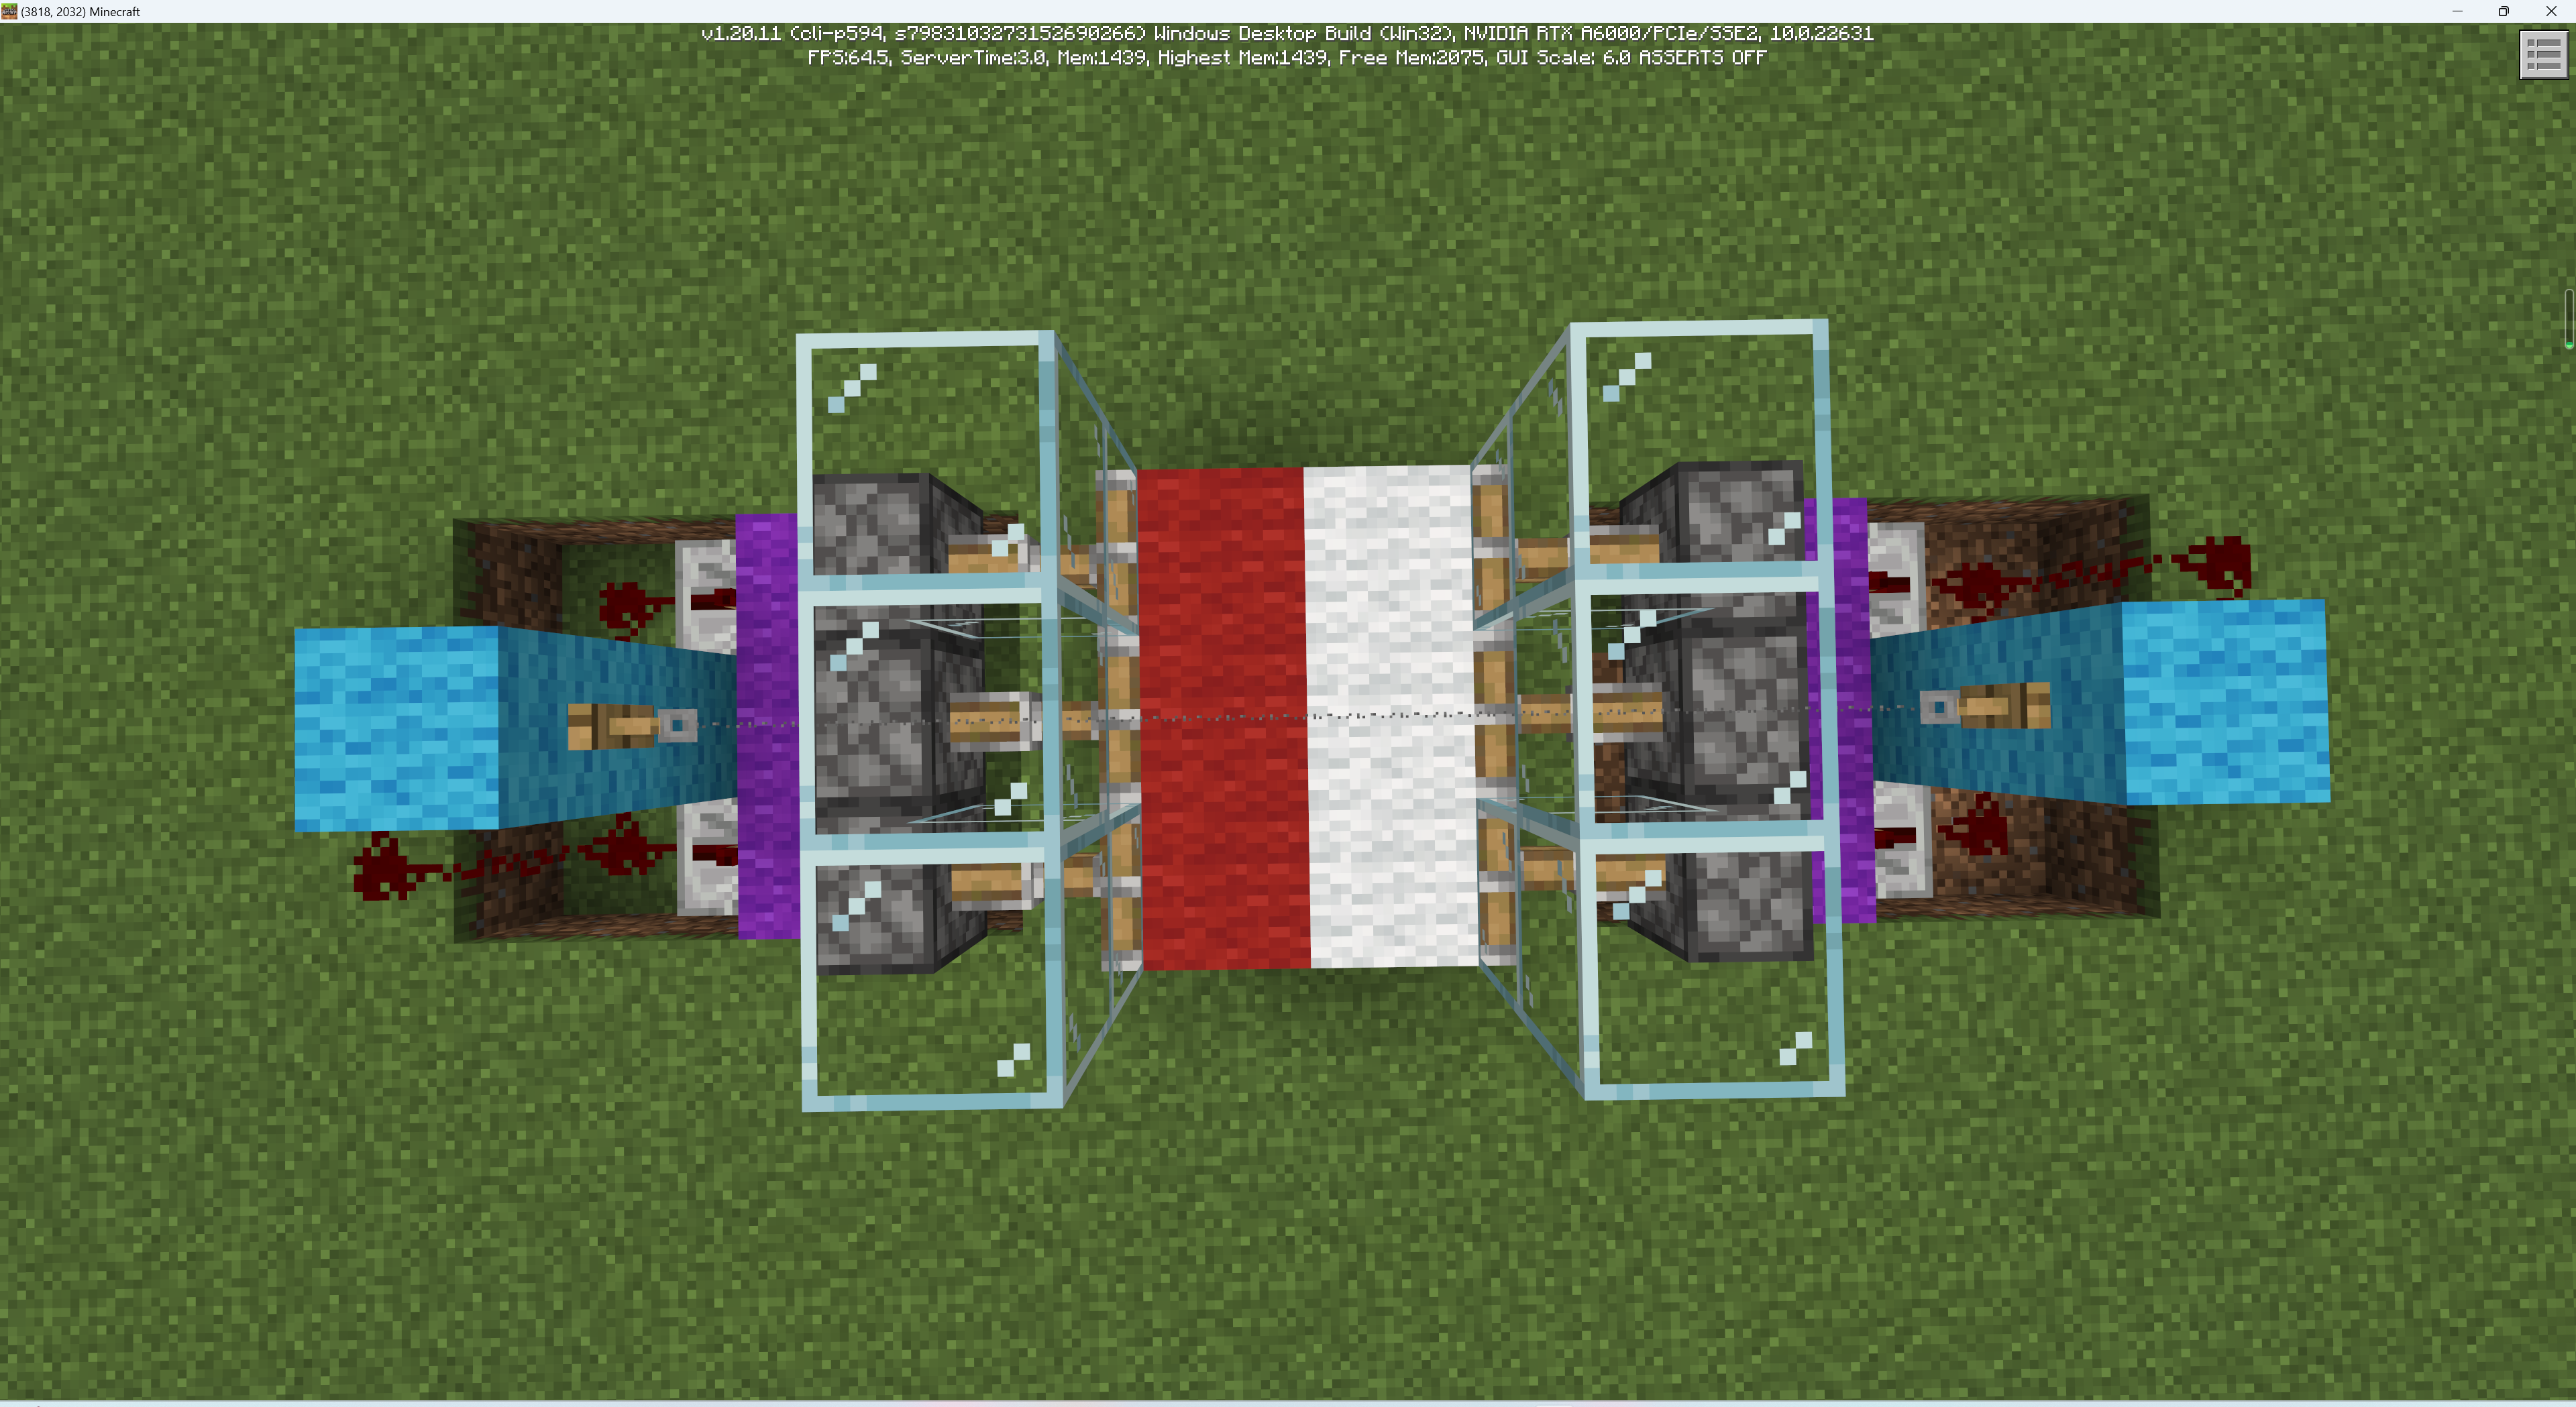 (3818, 2032) Minecraft
v1.20.11 (cli-p594, s7983103273152690266) Windows Desktop Build (Win32), NVIDIA RTX A6000/PCIe/SSE2, 10.0.22631
FPS:64.5, ServerTime:3.0, Mem:1439, Highest Mem:1439, Free Mem:2075, GUI Scale: 6.0 ASSERTS OFF